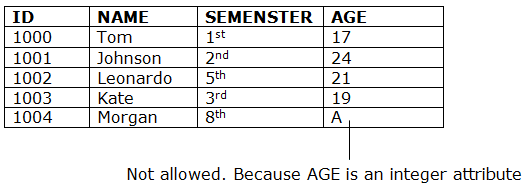 ID NAME SEMENSTER AGE
1000 Tom 1st 17
1001 Johnson 2nd 24
1002 Leonardo 5th 21
1003 Kate 3rd 19
1004 Morgan 8th A
Not allowed. Because AGE is an integer attribute